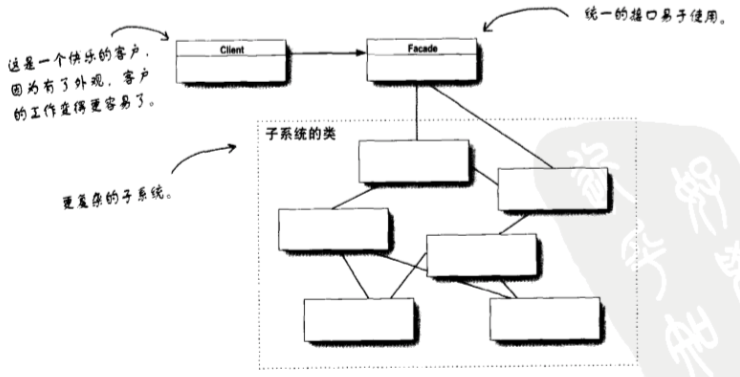 统一的接口易于使用。
这是一个快乐的客户，
因为有了外观，客户
的工作变得更容易了。
Client
Facade
子系统的类
更复杂的子系统。